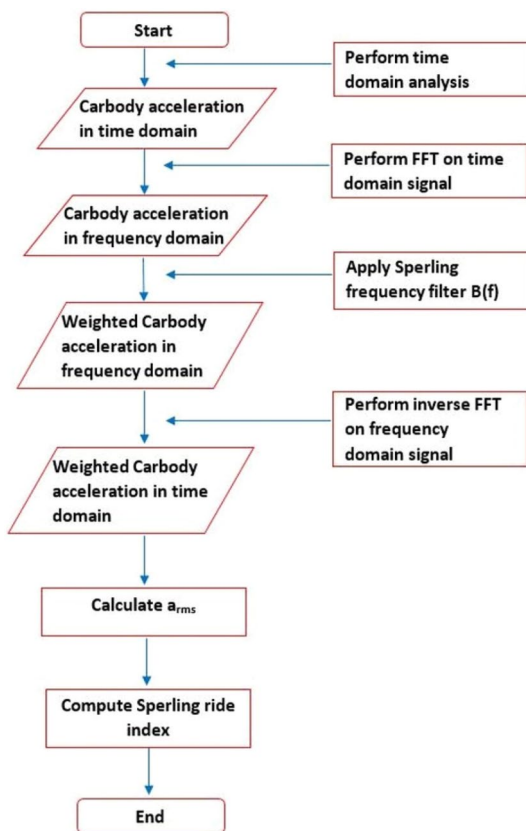 Start
Perform time
domain analysis
Carbody acceleration
in time domain
Perform FFT on time
domain signal
Carbody acceleration
in frequency domain
Apply Sperling
frequency filter B(f)
Weighted Carbody
acceleration in
frequency domain
Perform inverse FFT
on frequency
domain signal
Weighted Carbody
acceleration in time
domain
Calculate aᵣₘₛ
Compute Sperling ride
index
End